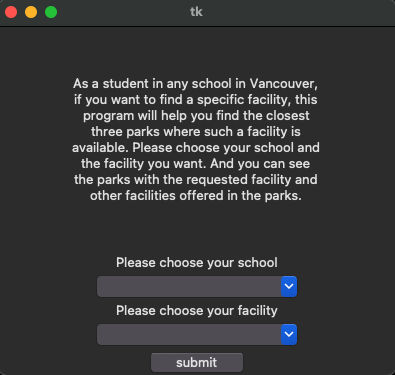 tk
As a student in any school in Vancouver,
if you want to find a specific facility, this
program will help you find the closest
three parks where such a facility is
available. Please choose your school and
the facility you want. And you can see
the parks with the requested facility and
other facilities offered in the parks.
Please choose your school
Please choose your facility
submit